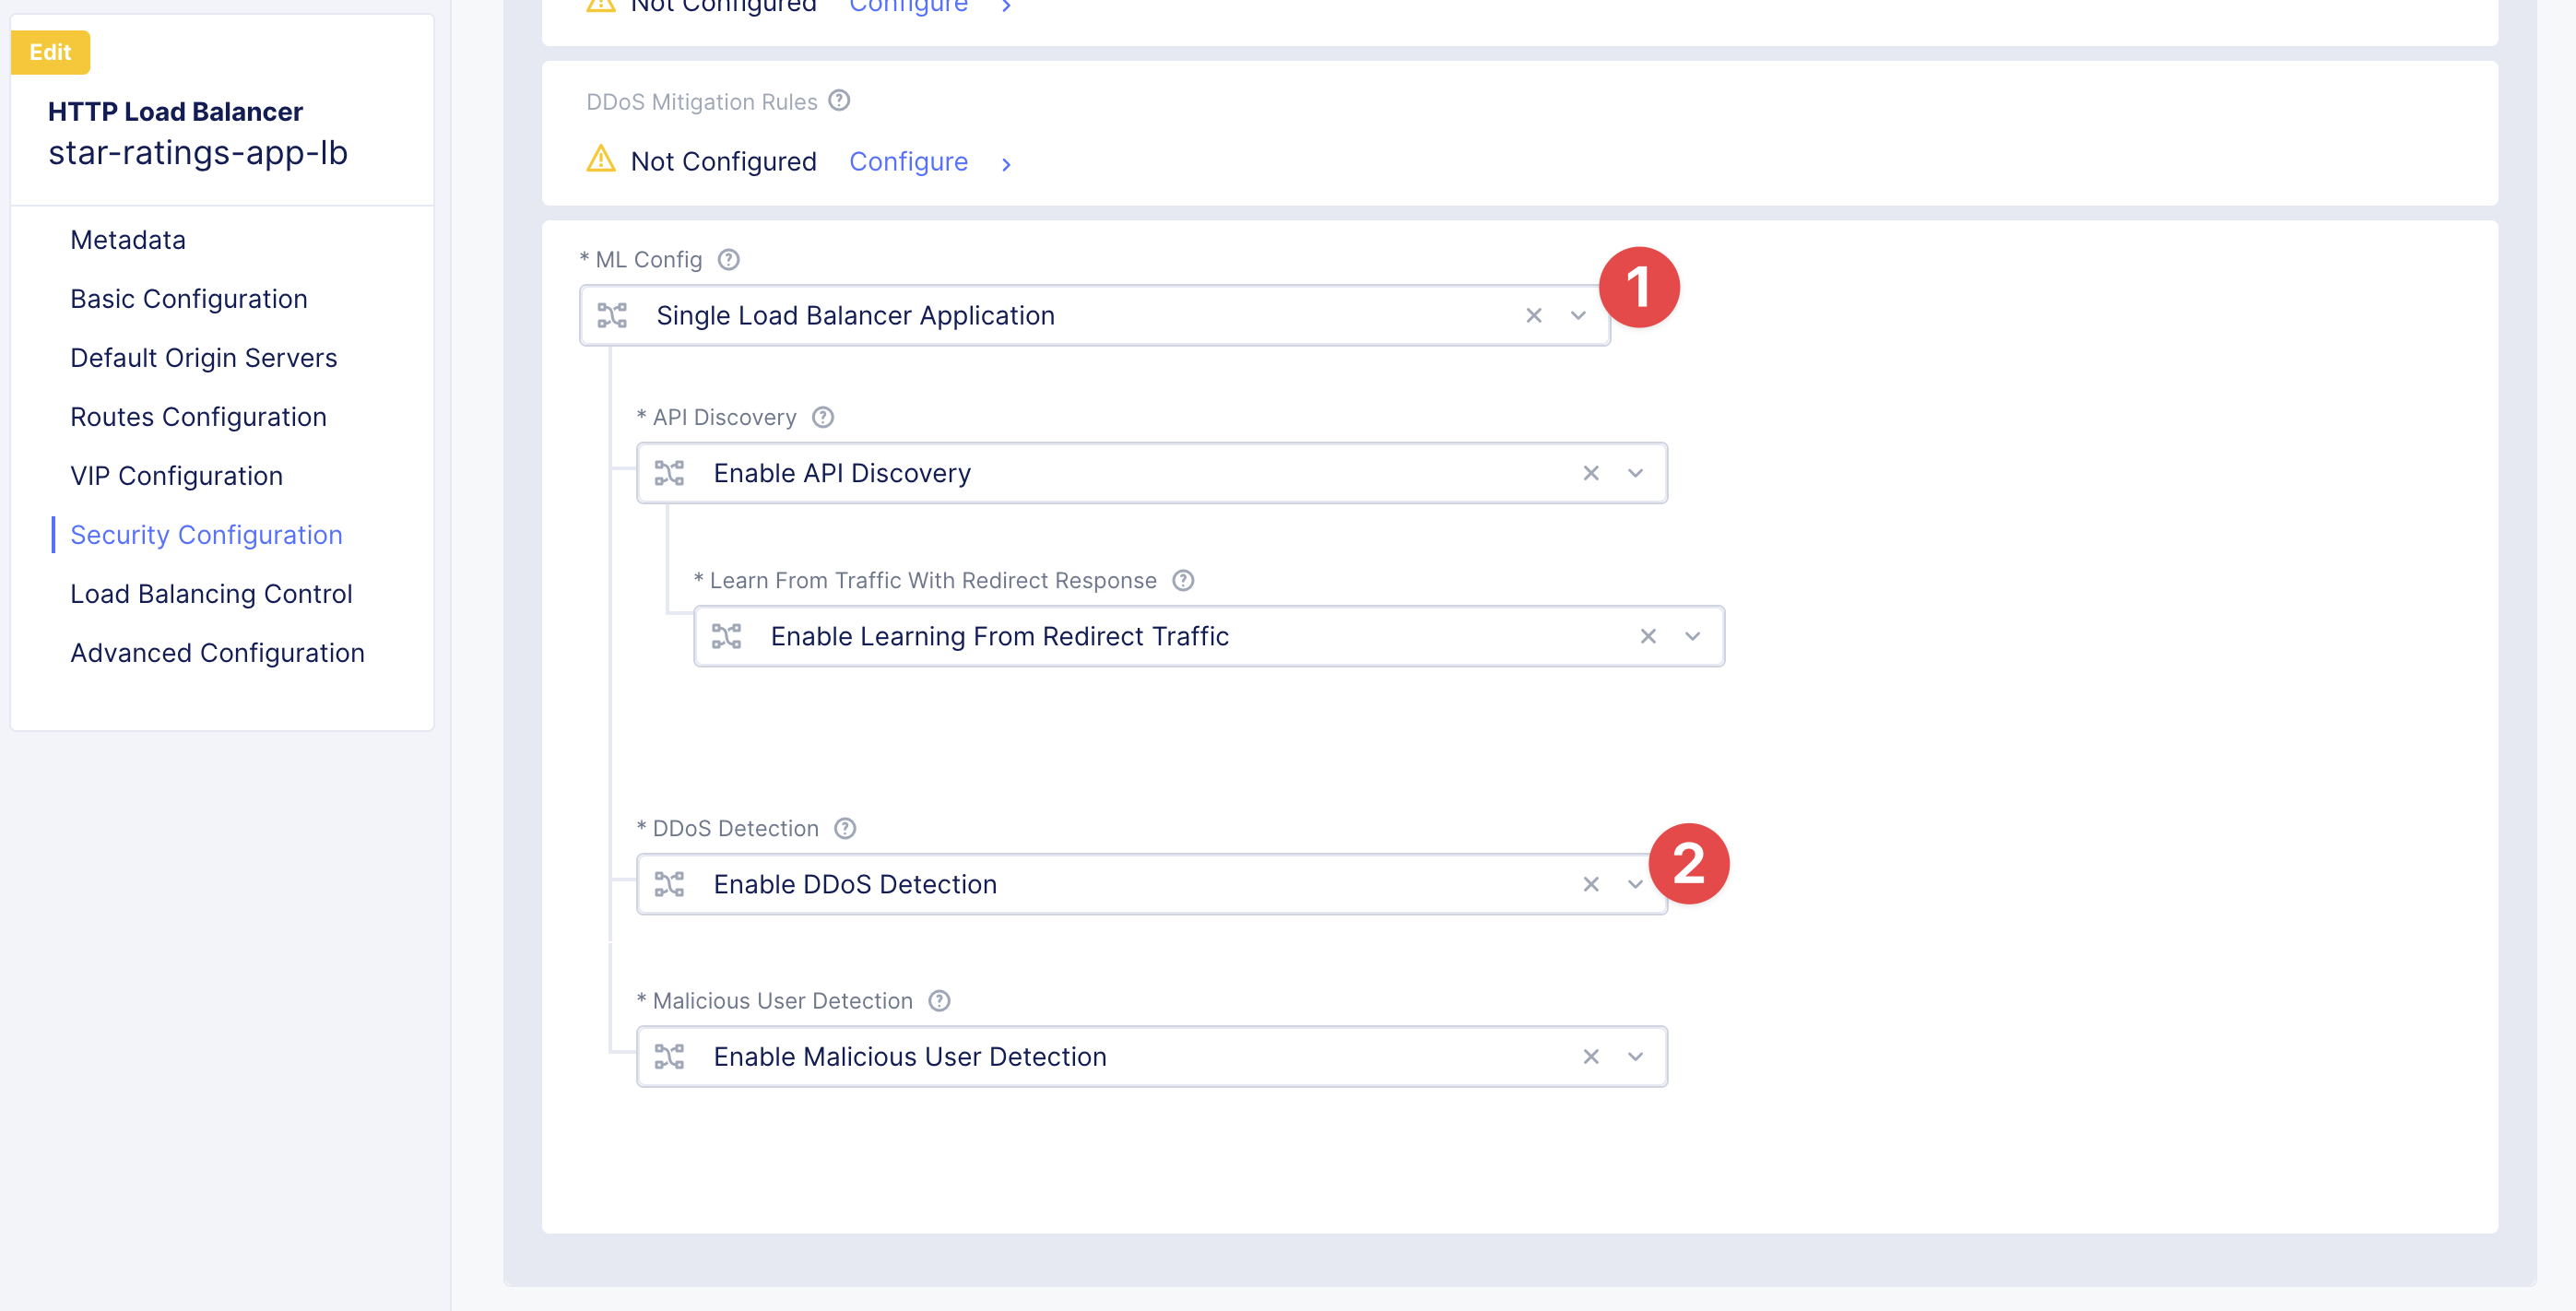 Edit
HTTP Load Balancer
star-ratings-app-lb
Metadata
Basic Configuration
Default Origin Servers
Routes Configuration
VIP Configuration
Security Configuration
Load Balancing Control
Advanced Configuration
Not Configured Configure
DDoS Mitigation Rules ?
Not Configured Configure
* ML Config ?
Single Load Balancer Application
1
* API Discovery ?
Enable API Discovery
* Learn From Traffic With Redirect Response ?
Enable Learning From Redirect Traffic
* DDoS Detection ?
Enable DDoS Detection
2
* Malicious User Detection ?
Enable Malicious User Detection